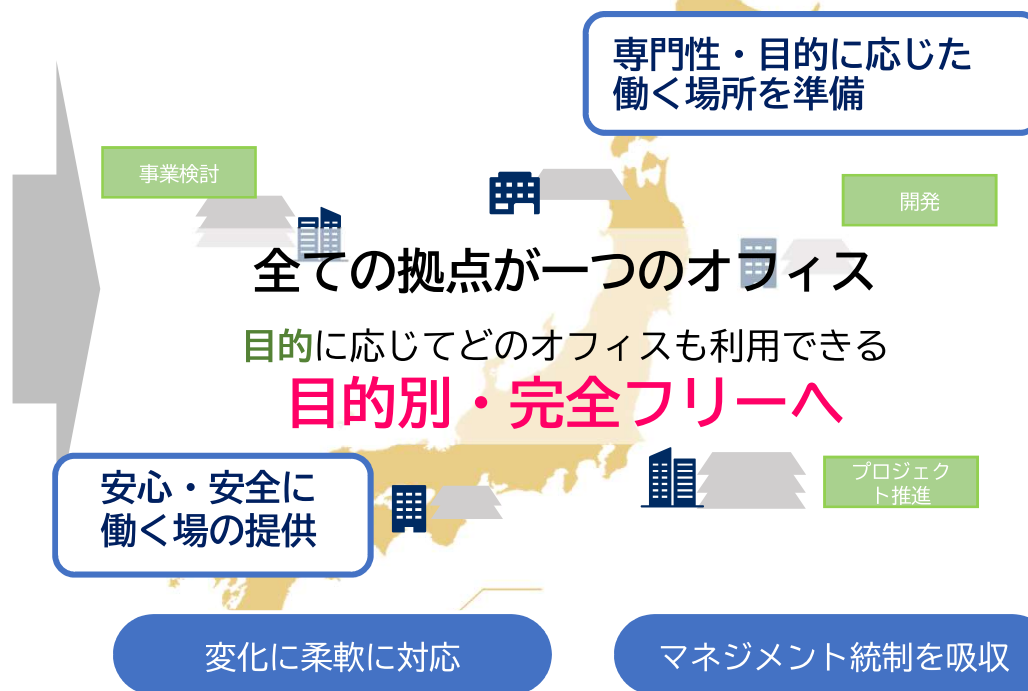 専門性・目的に応じた
働く場所を準備
事業検討
開発
全ての拠点が一つのオフィス
目的に応じてどのオフィスも利用できる
目的別・完全フリーへ
安心・安全に
働く場の提供
プロジェク
ト推進
変化に柔軟に対応
マネジメント統制を吸収